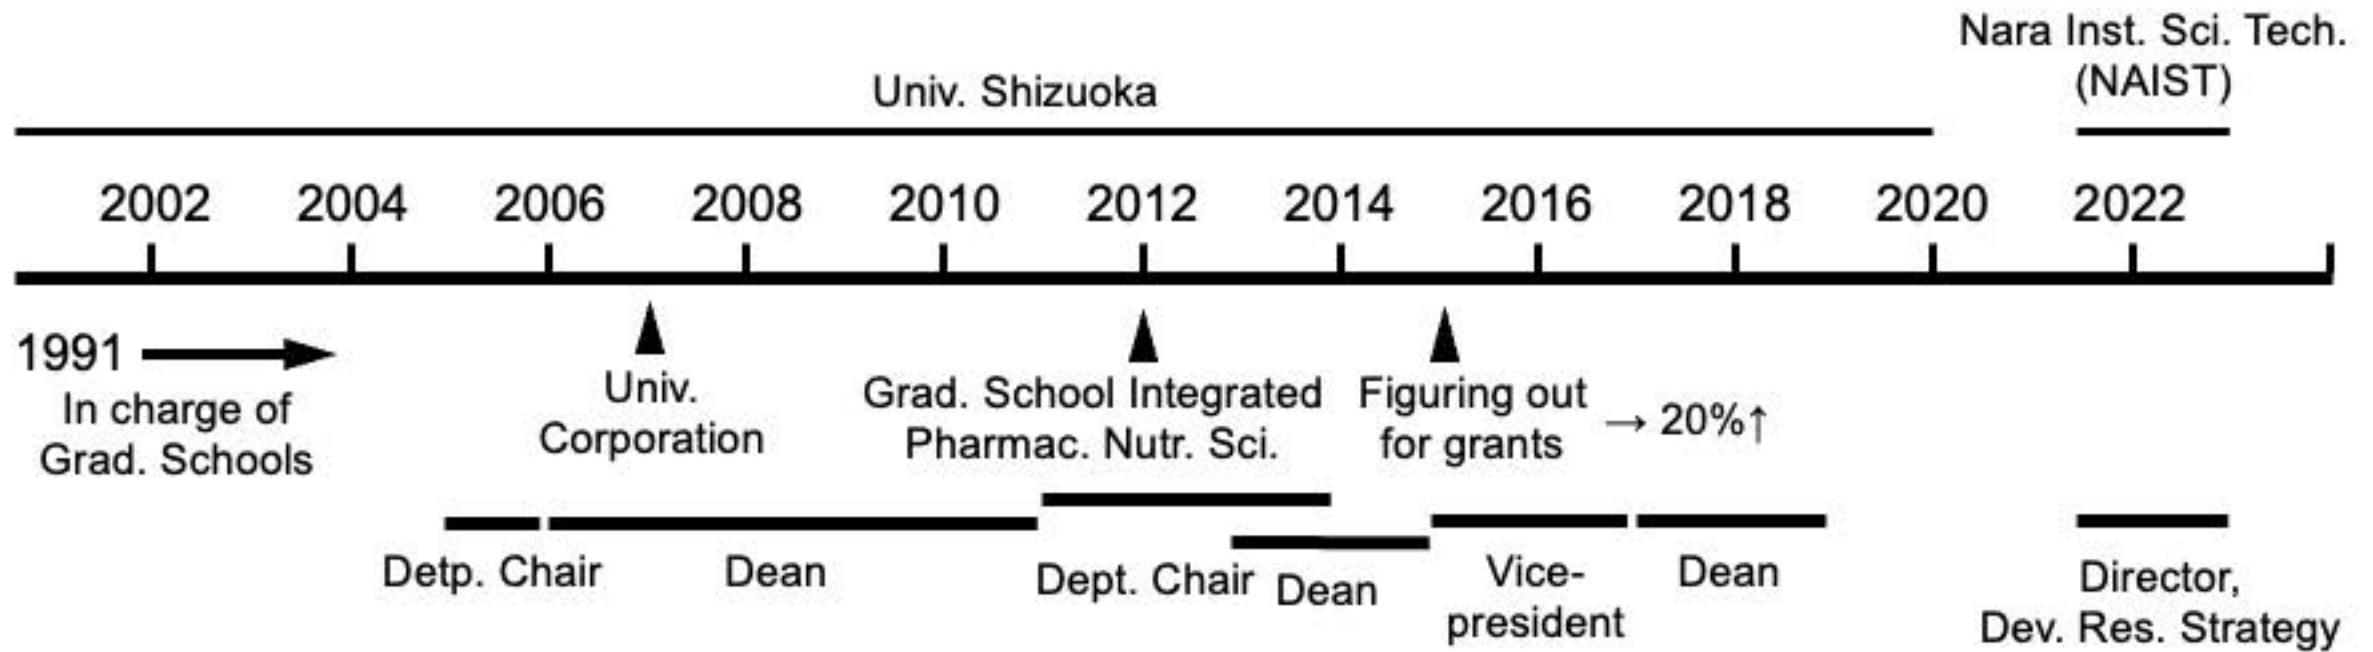 Nara Inst. Sci. Tech.
(NAIST)
Univ. Shizuoka
2002 2004 2006 2008 2010 2012 2014 2016 2018 2020 2022
1991
In charge of
Grad. Schools
Univ.
Corporation
Grad. School Integrated
Pharmac. Nutr. Sci.
Figuring out
for grants
→ 20%↑
Detp. Chair
Dean
Dept. Chair
Dean
Vice-
president
Dean
Director,
Dev. Res. Strategy